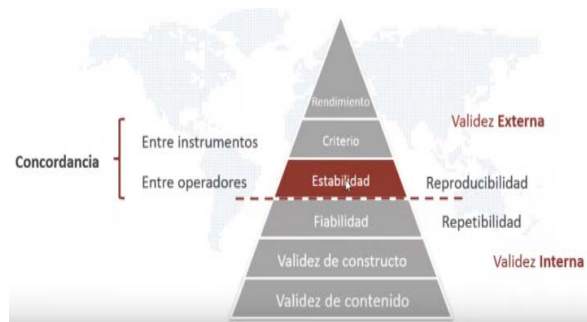 Rendimiento
Validez Externa
Entre instrumentos
Criterio
Concordancia
Entre operadores
Estabilidad
Reproducibilidad
Fiabilidad
Repetibilidad
Validez de constructo
Validez Interna
Validez de contenido